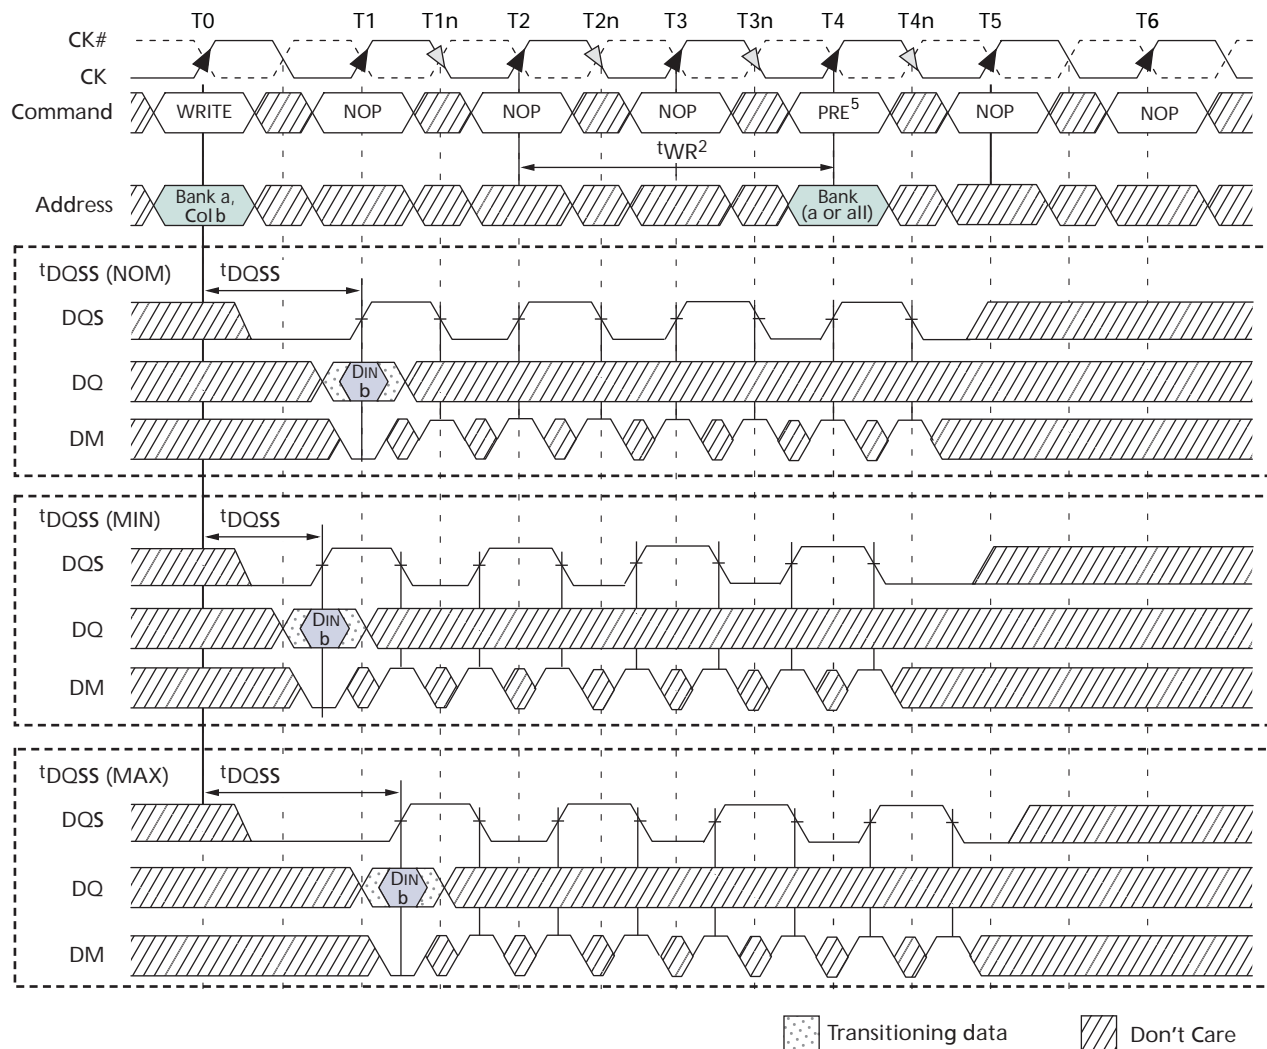 T0 T1 T1n T2 T2n T3 T3n T4 T4n T5 T6
CK#
CK
Command WRITE NOP NOP NOP PRE5 NOP NOP
tWR2
Address Bank a, Col b Bank (a or all)
tDQSS (NOM) tDQSS
DQS
DQ DIN b
DM
tDQSS (MIN) tDQSS
DQS
DQ DIN b
DM
tDQSS (MAX) tDQSS
DQS
DQ DIN b
DM
Transitioning data Don't Care